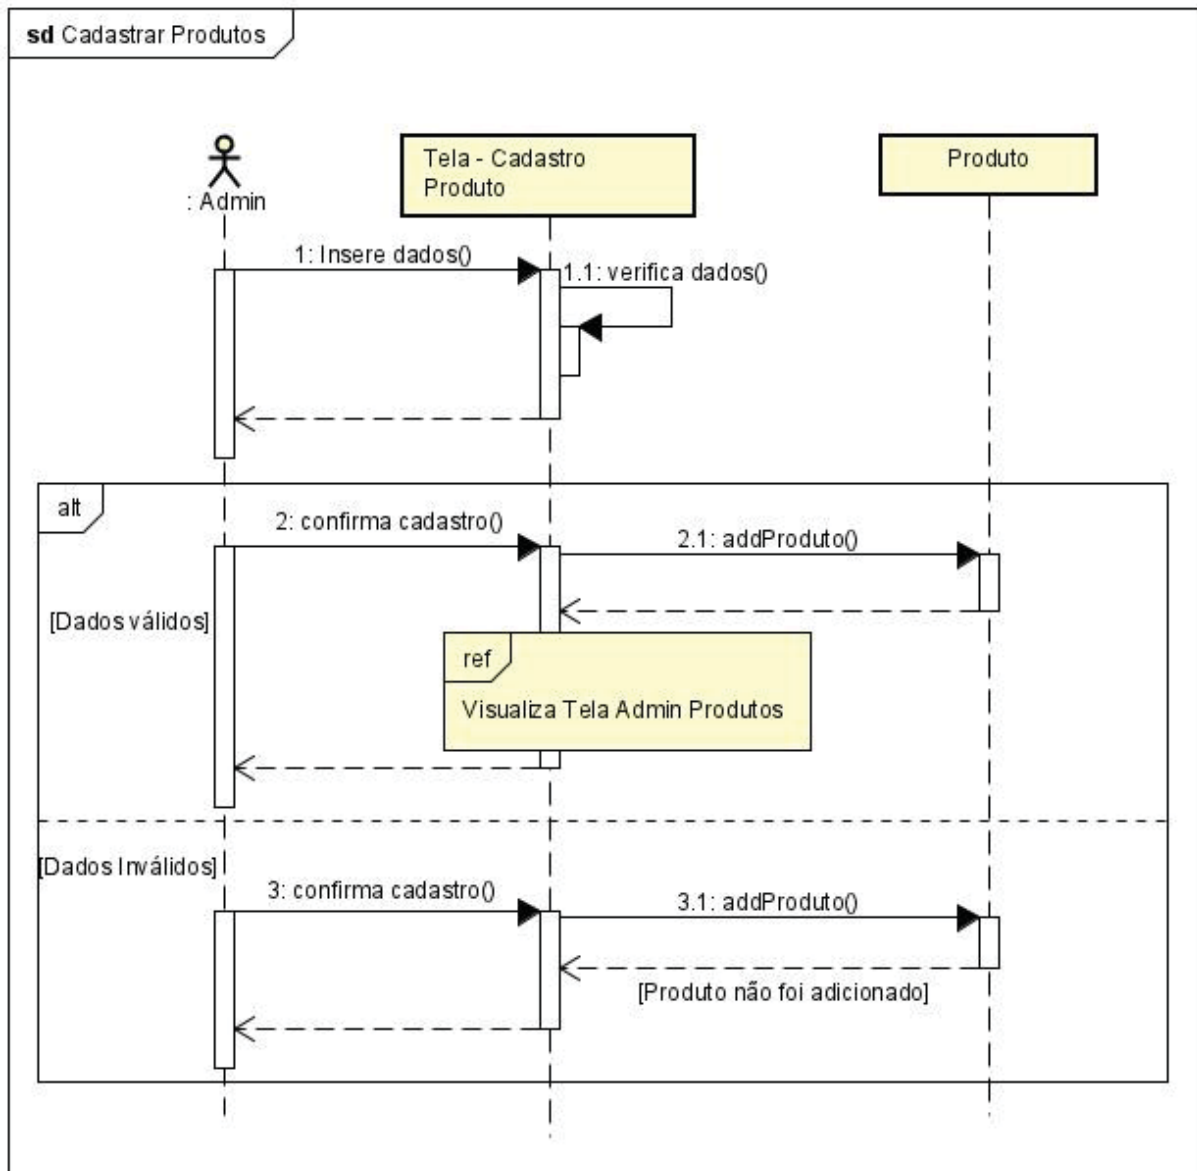 sd Cadastrar Produtos
: Admin
Tela - Cadastro
Produto
Produto
1: Insere dados()
1.1: verifica dados()
alt
2: confirma cadastro()
2.1: addProduto()
[Dados válidos]
ref
Visualiza Tela Admin Produtos
[Dados Inválidos]
3: confirma cadastro()
3.1: addProduto()
[Produto não foi adicionado]